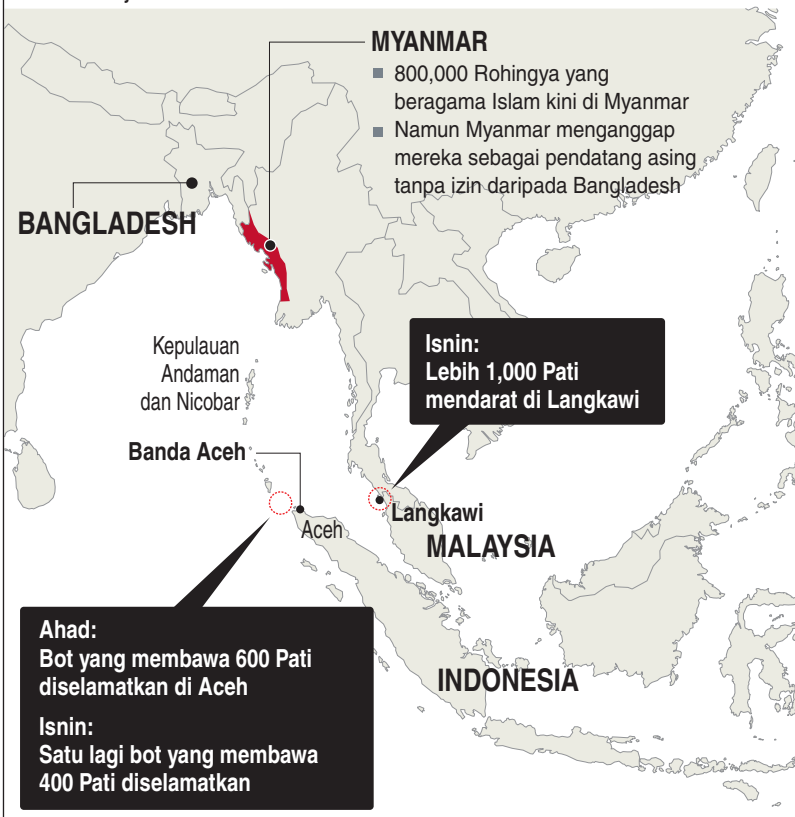 MYANMAR
800,000 Rohingya yang
beragama Islam kini di Myanmar
Namun Myanmar menganggap
mereka sebagai pendatang asing
tanpa izin daripada Bangladesh
BANGLADESH
Kepulauan
Andaman
dan Nicobar
Isnin:
Lebih 1,000 Pati
mendarat di Langkawi
Banda Aceh
Langkawi
Aceh
MALAYSIA
Ahad:
Bot yang membawa 600 Pati
diselamatkan di Aceh
Isnin:
Satu lagi bot yang membawa
400 Pati diselamatkan
INDONESIA